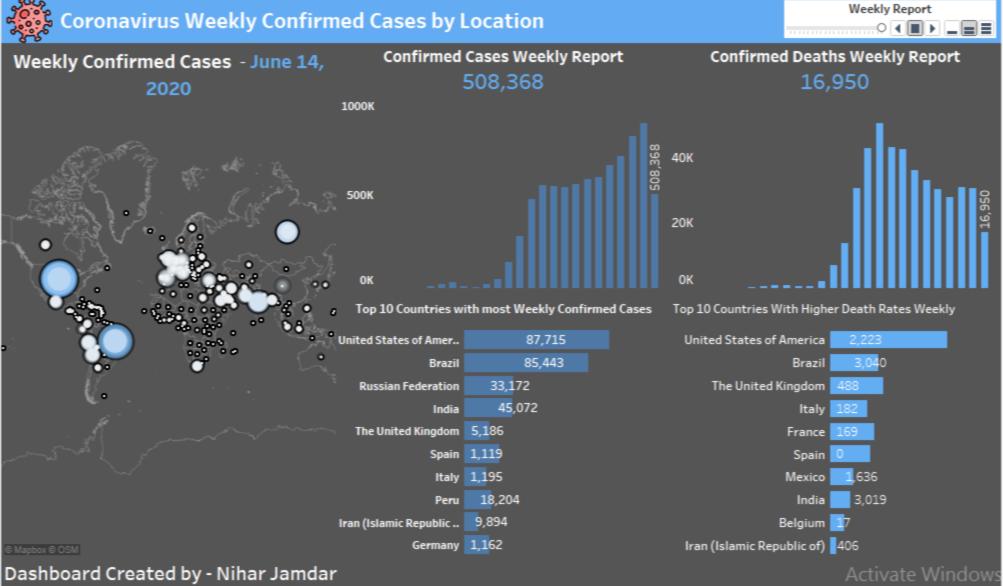 Coronavirus Weekly Confirmed Cases by Location
Weekly Report
Weekly Confirmed Cases - June 14,
2020
Confirmed Cases Weekly Report
508,368
1000K
500K
0K
508,368
Confirmed Deaths Weekly Report
16,950
40K
20K
0K
16,950
Top 10 Countries with most Weekly Confirmed Cases
United States of Amer.. 87,715
Brazil 85,443
Russian Federation 33,172
India 45,072
The United Kingdom 5,186
Spain 1,119
Italy 1,195
Peru 18,204
Iran (Islamic Republic .. 9,894
Germany 1,162
Top 10 Countries With Higher Death Rates Weekly
United States of America 2,223
Brazil 3,040
The United Kingdom 488
Italy 182
France 169
Spain 0
Mexico 1,636
India 3,019
Belgium 17
Iran (Islamic Republic of) 406
© Mapbox © OSM
Dashboard Created by - Nihar Jamdar
Activate Windows